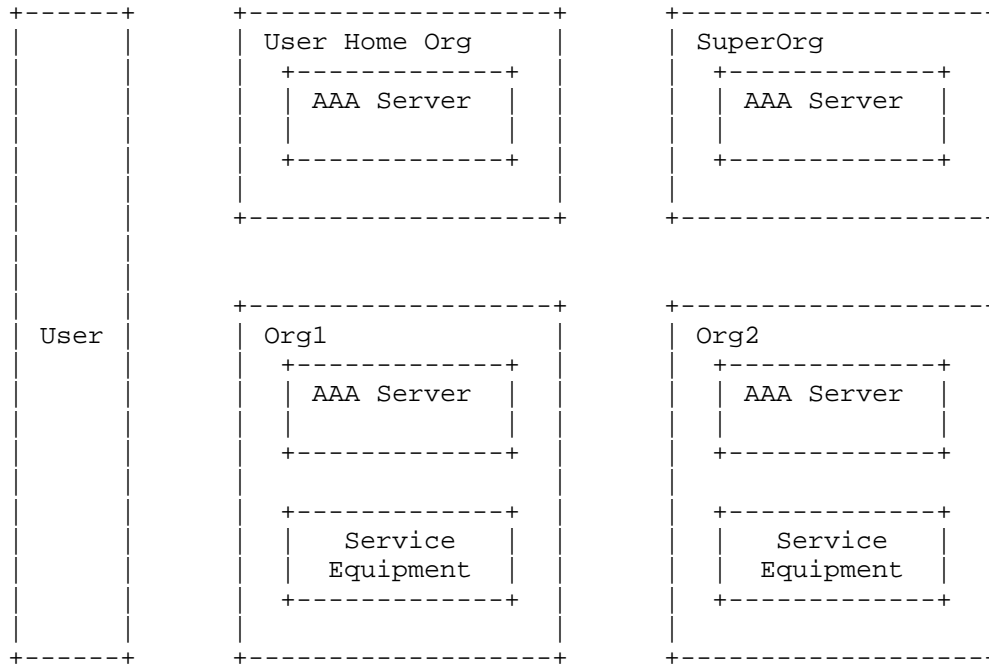 User Home Org
AAA Server
SuperOrg
AAA Server
User
Org1
AAA Server
Service
Equipment
Org2
AAA Server
Service
Equipment